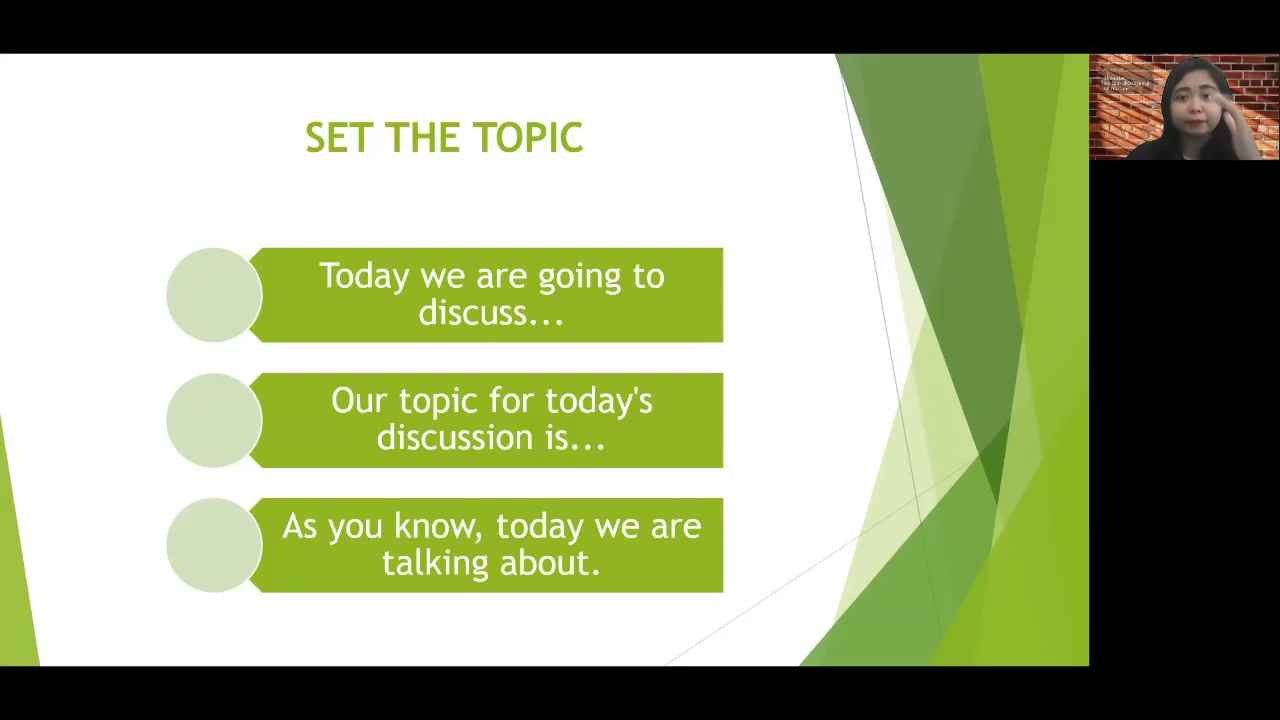 SET THE TOPIC
Today we are going to
discuss...
Our topic for today's
discussion is...
As you know, today we are
talking about.